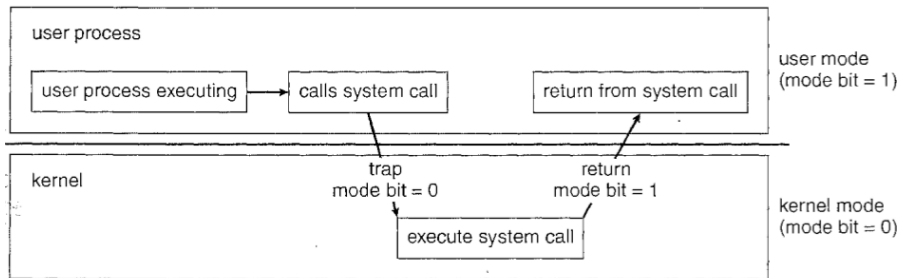 user process
user process executing
calls system call
return from system call
user mode
(mode bit = 1)
kernel
trap
mode bit = 0
return
mode bit = 1
execute system call
kernel mode
(mode bit = 0)